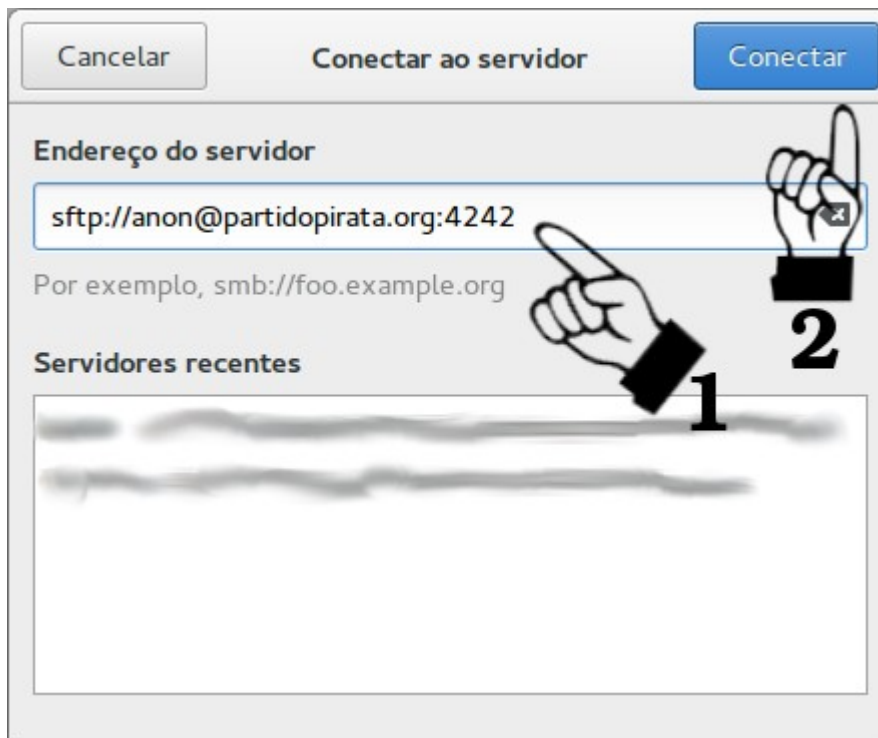 Cancelar
Conectar ao servidor
Conectar
Endereço do servidor
sftp://anon@partidopirata.org:4242
Por exemplo, smb://foo.example.org
2
Servidores recentes
1